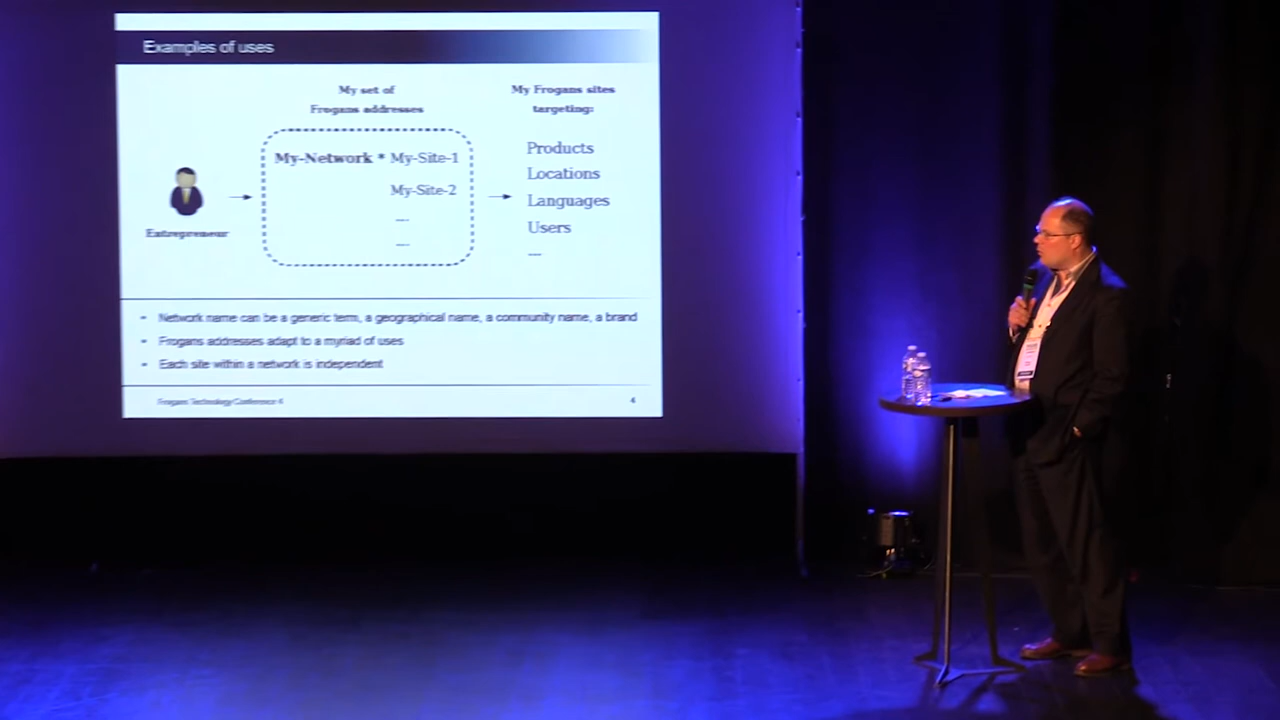 Examples of uses
My set of
Frogans addresses
My Frogans sites
targeting:
My-Network * My-Site-1
My-Site-2
....
....
Entrepreneur
Products
Locations
Languages
Users
....
- Network name can be a generic term, a geographical name, a community name, a brand
- Frogans addresses adapt to a myriad of uses
- Each site within a network is independent
Frogans Technology Conference 4
4